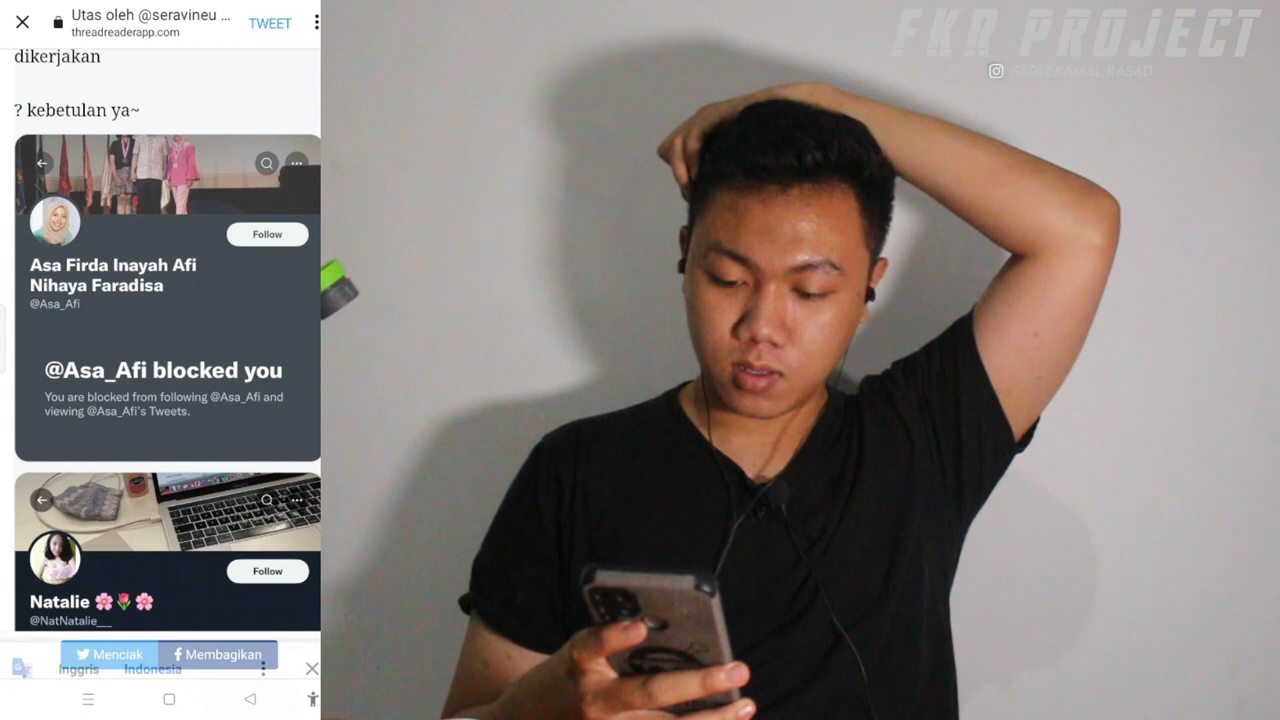 Utas oleh @seravineu ...
threadreaderapp.com
TWEET
dikerjakan
? kebetulan ya~
Follow
Asa Firda Inayah Afi
Nihaya Faradisa
@Asa_Afi
@Asa_Afi blocked you
You are blocked from following @Asa_Afi and
viewing @Asa_Afi's Tweets.
Follow
Natalie 🌸🌷🌸
@NatNatalie__
Menciak
Membagikan
Inggris
Indonesia
FKR PROJECT
FADLY.KAMAL.RASAD